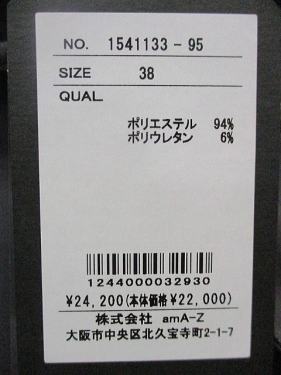 NO. 1541133-95
SIZE 38
QUAL
ポリエステル 94%
ポリウレタン 6%
1244000032930
¥24,200(本体価格¥22,000)
株式会社 amA-Z
大阪市中央区北久宝寺町2-1-7